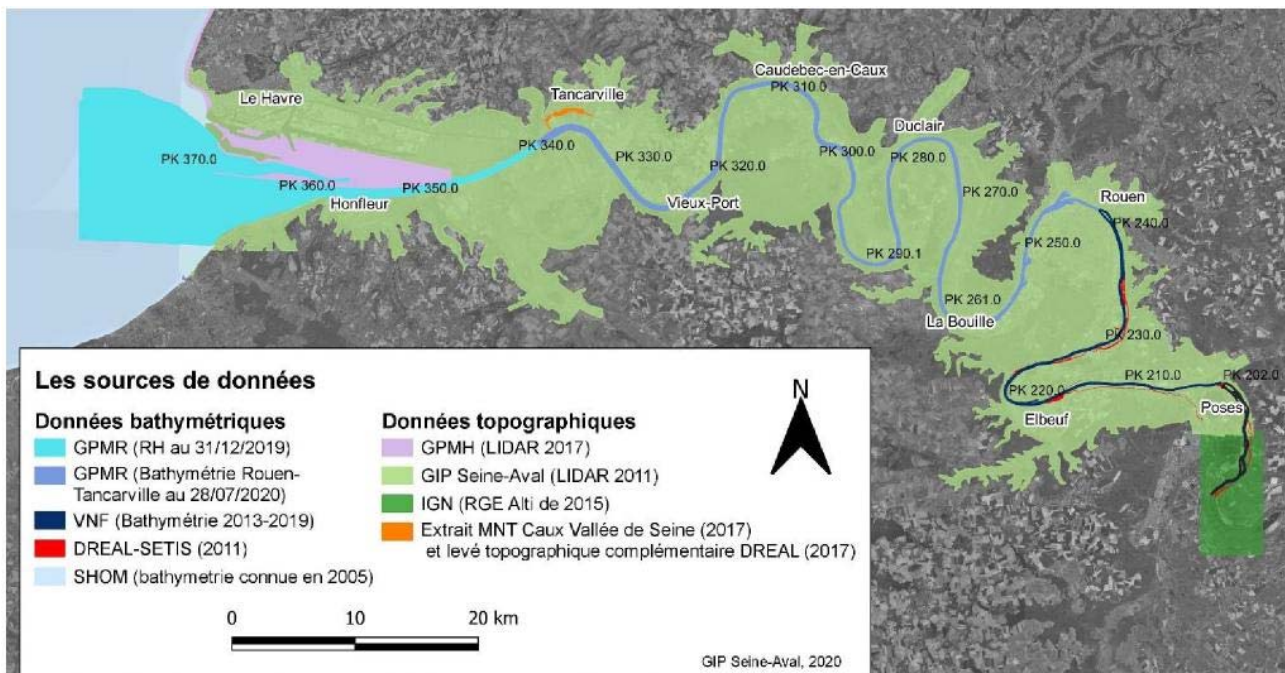 Caudebec-en-Caux
PK 310.0
Le Havre
Tancarville
Duclair
PK 370.0
PK 340.0
PK 330.0
PK 300.0
PK 280.0
PK 360.0
PK 350.0
PK 320.0
PK 270.0
Honfleur
Vieux-Port
Rouen
PK 240.0
PK 250.0
PK 290.1
PK 261.0
La Bouille
PK 230.0
PK 220.0
PK 210.0
PK 202.0
Elbeuf
Poses
Les sources de données
Données bathymétriques
GPMR (RH au 31/12/2019)
GPMR (Bathymétrie Rouen-
Tancarville au 28/07/2020)
VNF (Bathymétrie 2013-2019)
DREAL-SETIS (2011)
SHOM (bathymetrie connue en 2005)
Données topographiques
GPMH (LIDAR 2017)
GIP Seine-Aval (LIDAR 2011)
IGN (RGE Alti de 2015)
Extrait MNT Caux Vallée de Seine (2017)
et levé topographique complémentaire DREAL (2017)
N
0 10 20 km
GIP Seine-Aval, 2020